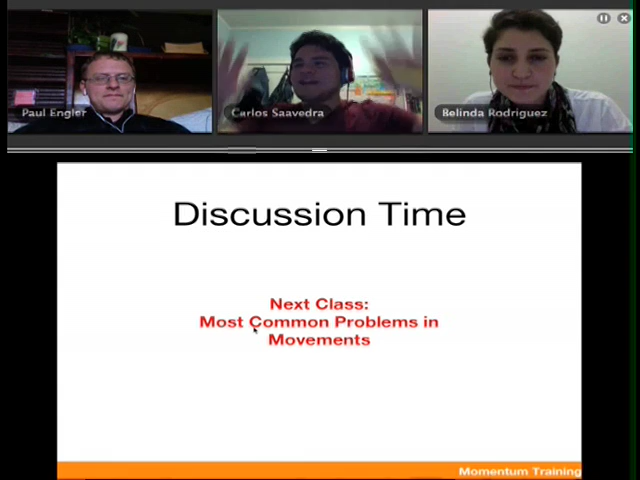 Paul Engler
Carlos Saavedra
Belinda Rodriguez
Discussion Time
Next Class:
Most Common Problems in
Movements
Momentum Training